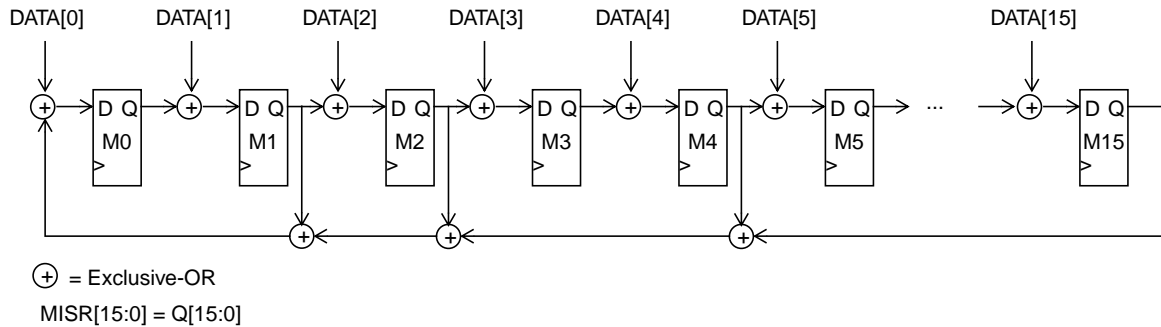 DATA[0] DATA[1] DATA[2] DATA[3] DATA[4] DATA[5] DATA[15]
+ D Q + D Q + D Q + D Q + D Q + D Q ... + D Q
M0 M1 M2 M3 M4 M5 M15
+ + +
+ = Exclusive-OR
MISR[15:0] = Q[15:0]